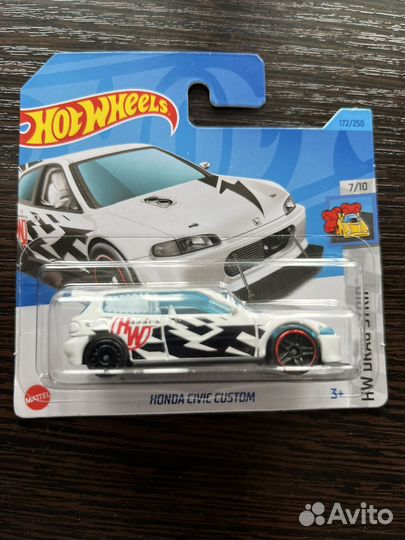 HOT WHEELS
172/250
7/10
HW DRAG STRIP
HW
MATTEL
HONDA CIVIC CUSTOM
3+
Avito